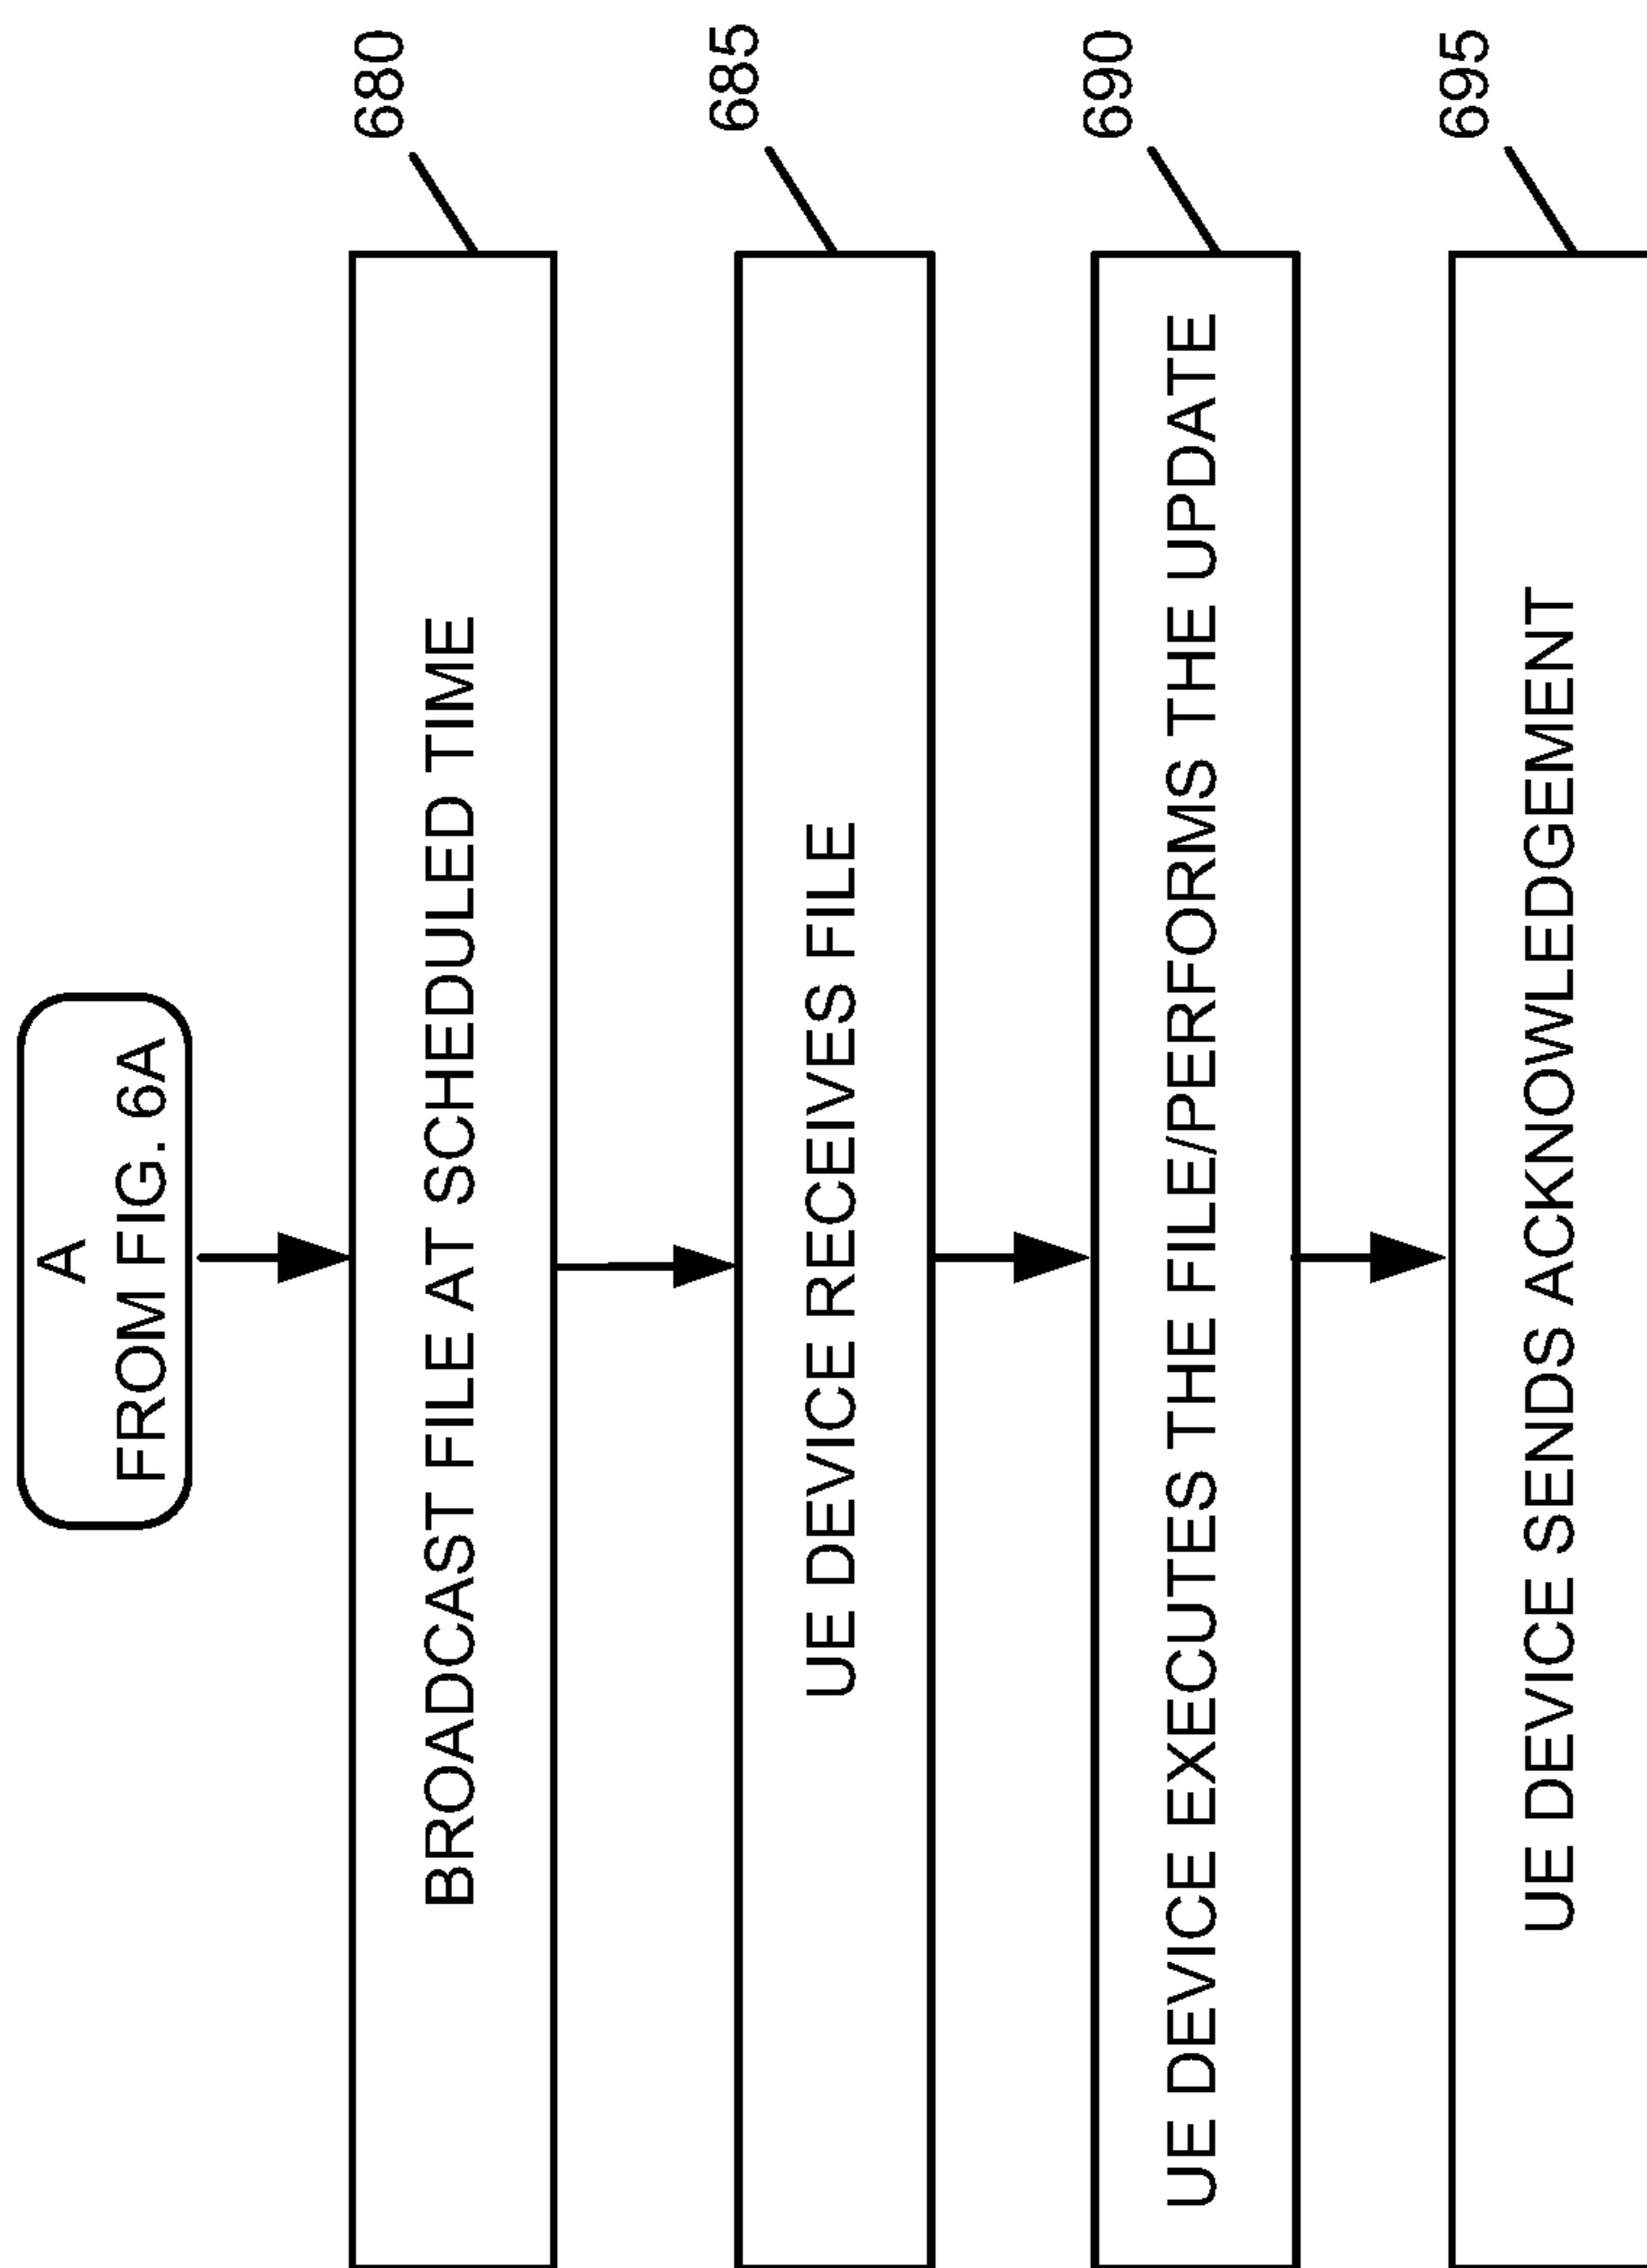 A
FROM FIG. 6A
680
BROADCAST FILE AT SCHEDULED TIME
685
UE DEVICE RECEIVES FILE
690
UE DEVICE EXECUTES THE FILE/PERFORMS THE UPDATE
695
UE DEVICE SENDS ACKNOWLEDGEMENT